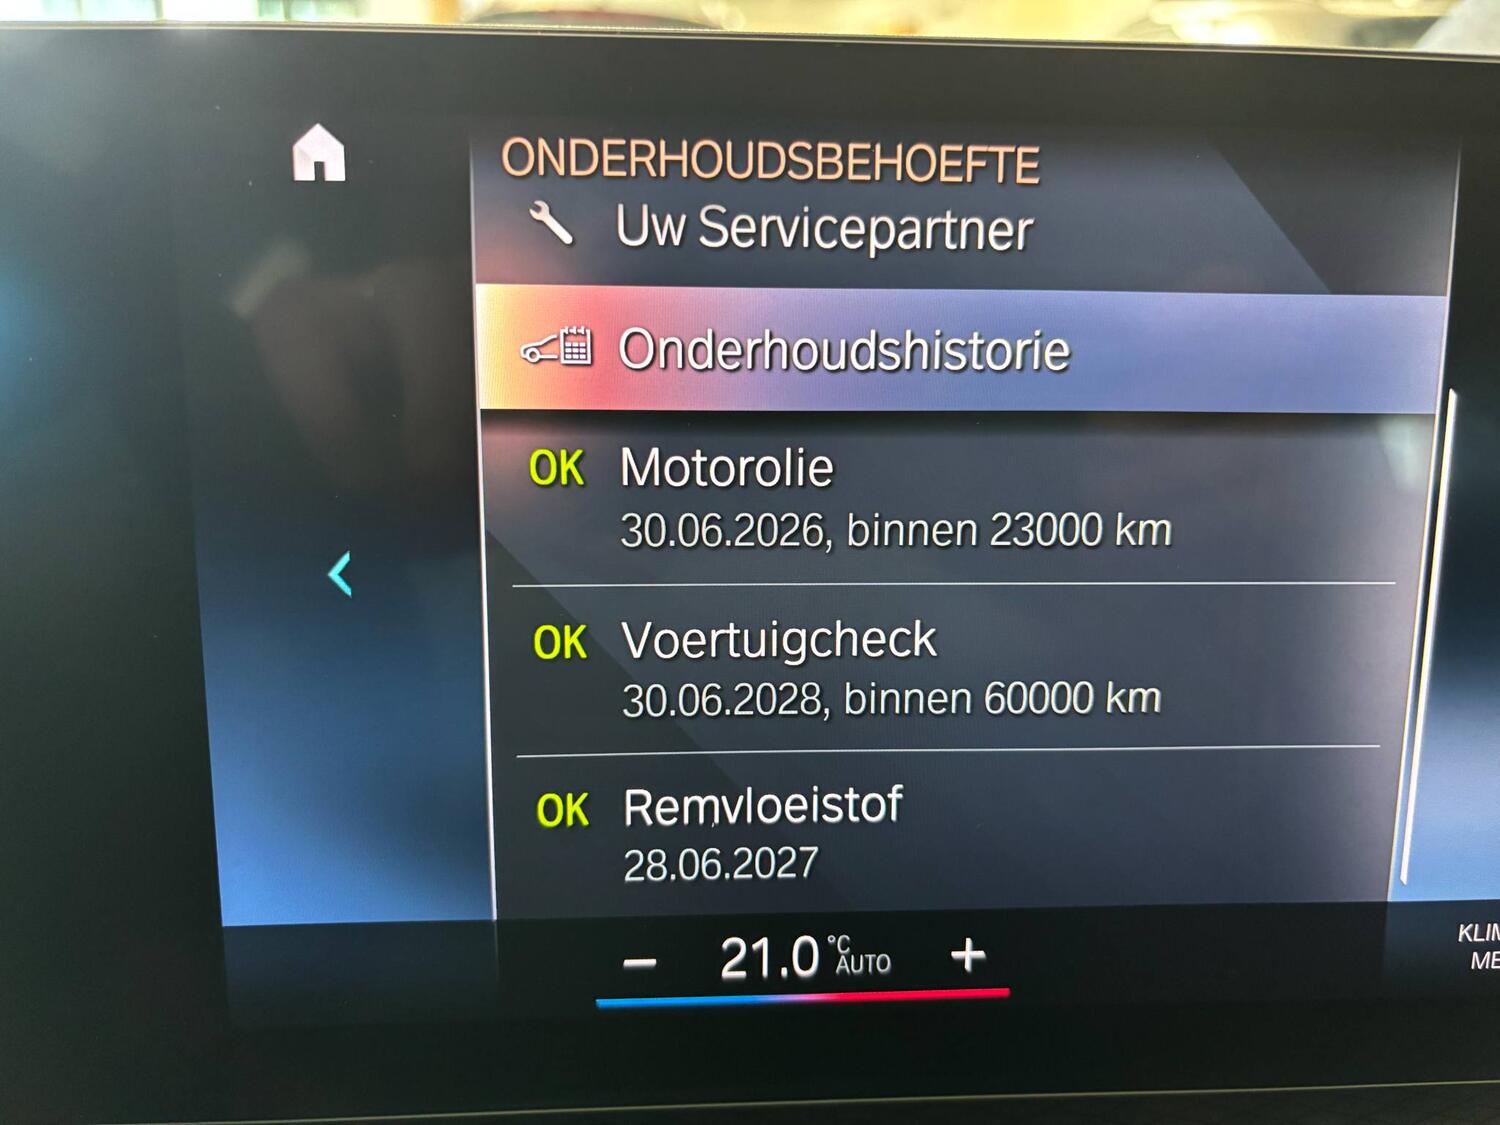 ONDERHOUDSBEHOEFTE
Uw Servicepartner
Onderhoudshistorie
OK Motorolie
30.06.2026, binnen 23000 km
OK Voertuigcheck
30.06.2028, binnen 60000 km
OK Remvloeistof
28.06.2027
− 21.0 °C AUTO +